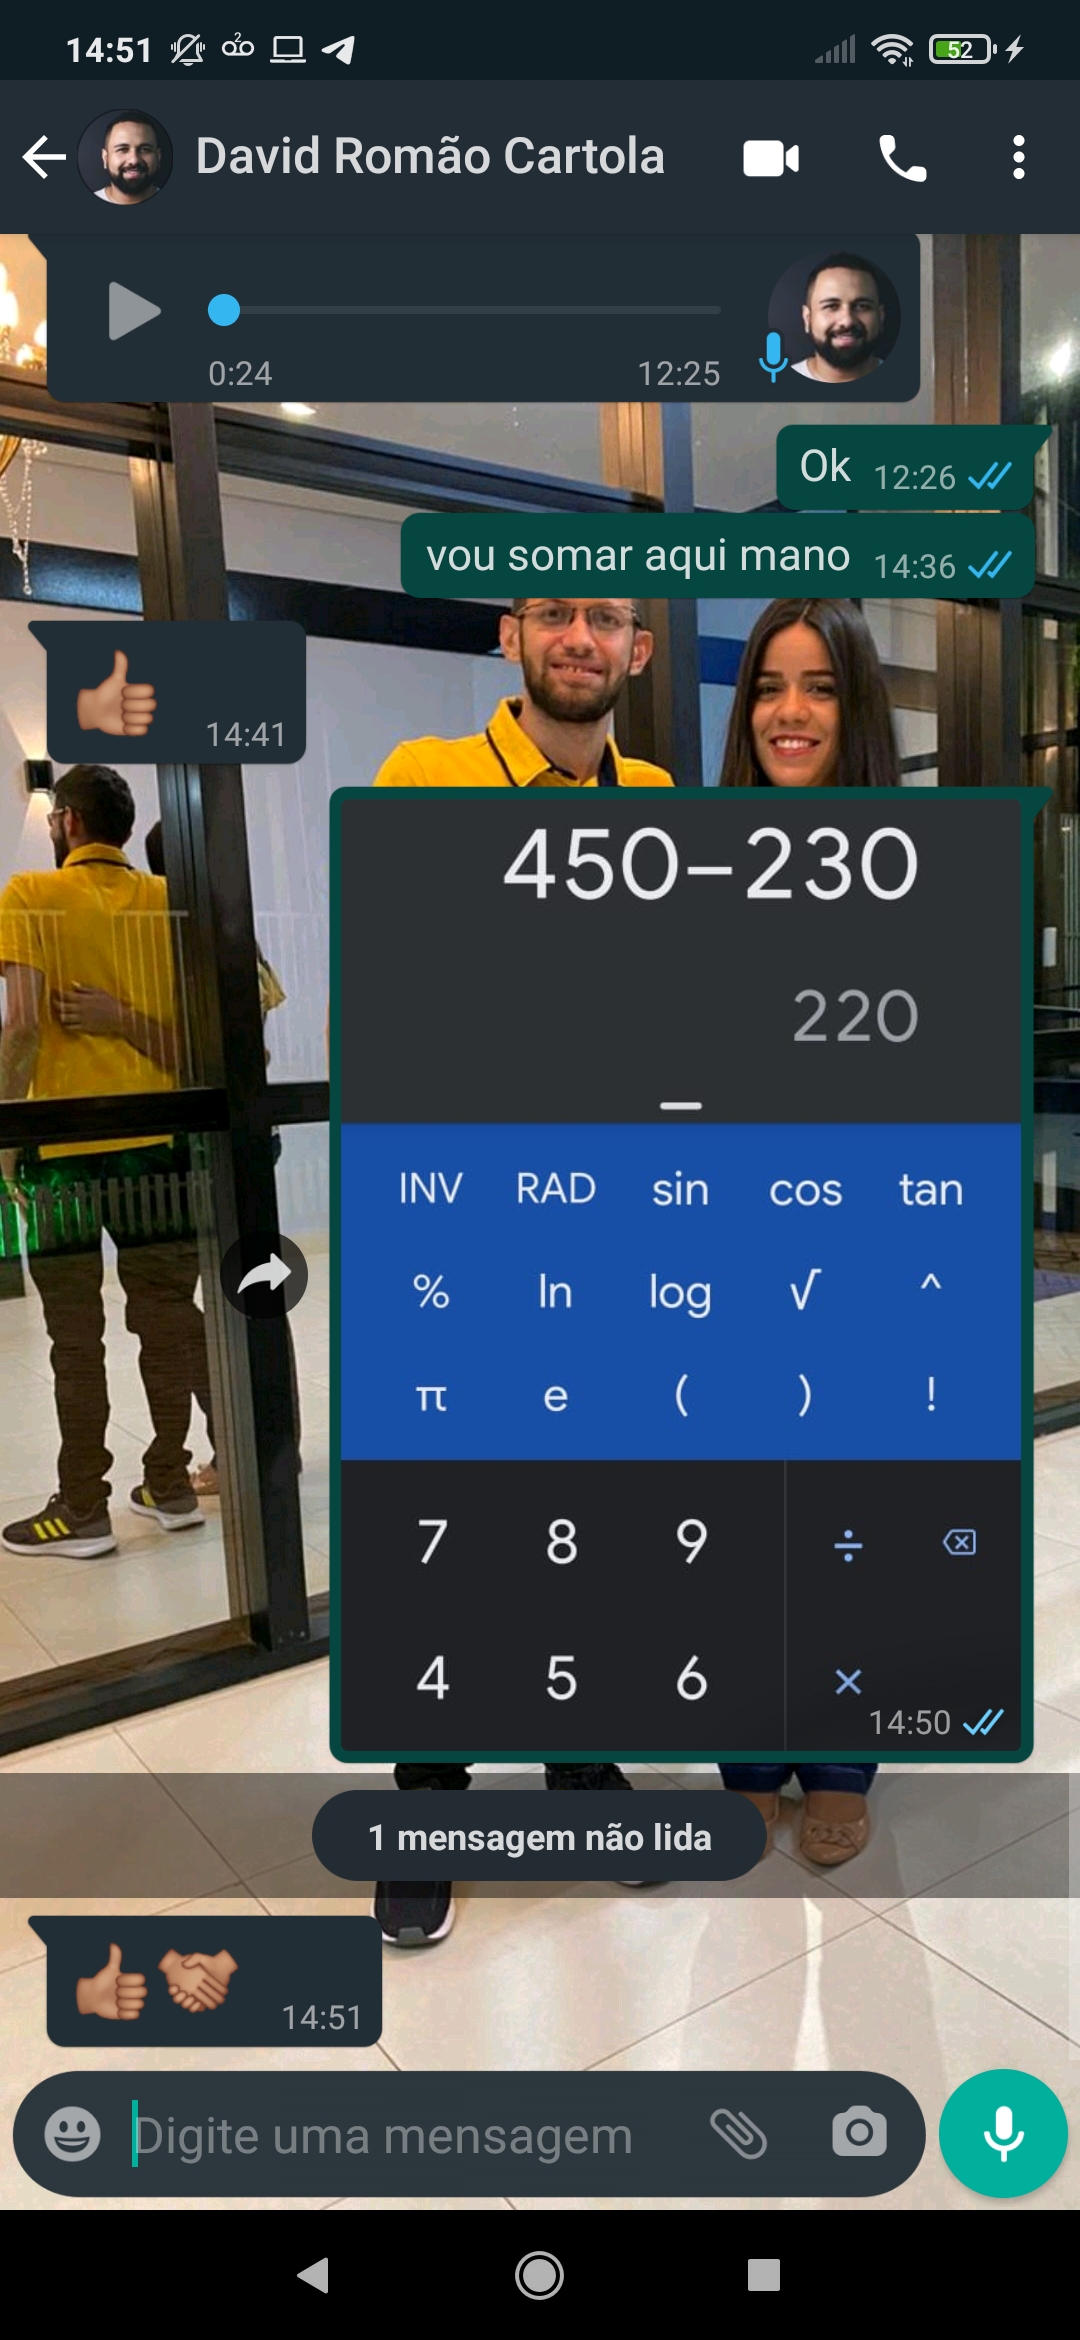 14:51
2
52
David Romão Cartola
0:24
12:25
Ok 12:26
vou somar aqui mano 14:36
14:41
450–230
220
INV RAD sin cos tan
% ln log √ ^
π e ( ) !
7 8 9 ÷
4 5 6 ×
14:50
1 mensagem não lida
14:51
Digite uma mensagem